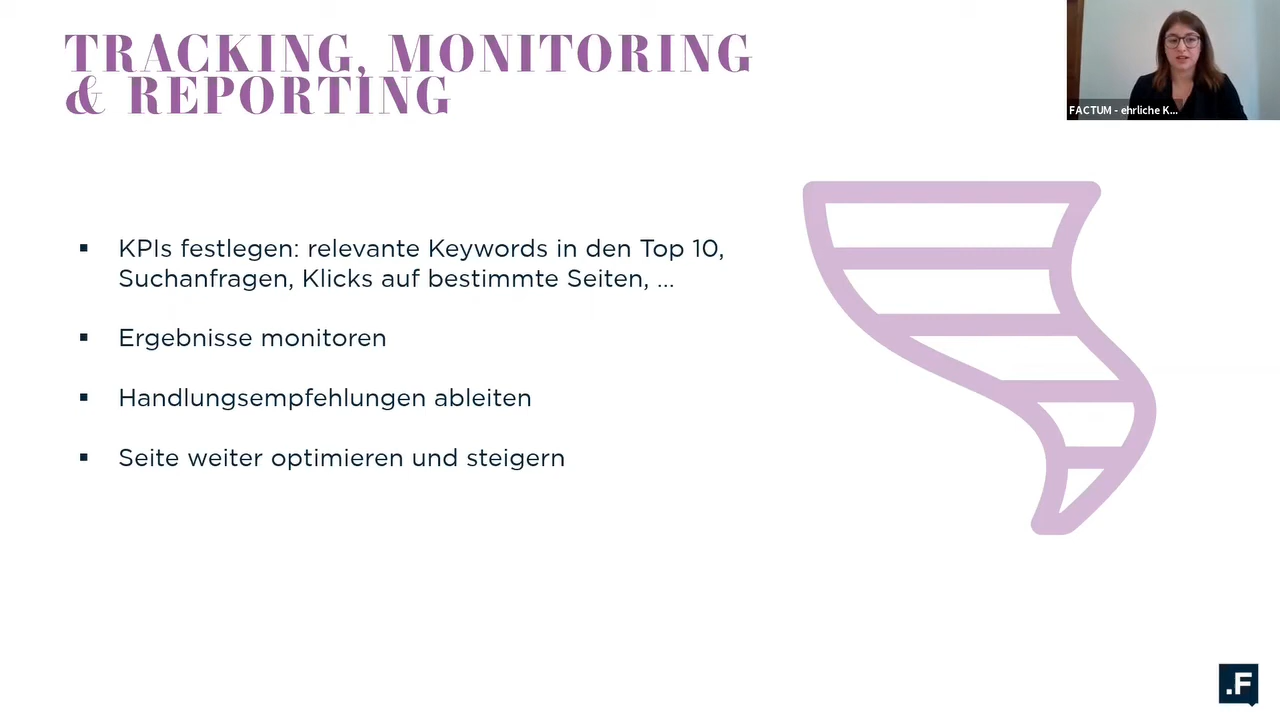 TRACKING, MONITORING
& REPORTING
FACTUM - ehrliche K...
▪ KPIs festlegen: relevante Keywords in den Top 10,
Suchanfragen, Klicks auf bestimmte Seiten, ...
▪ Ergebnisse monitoren
▪ Handlungsempfehlungen ableiten
▪ Seite weiter optimieren und steigern
.F